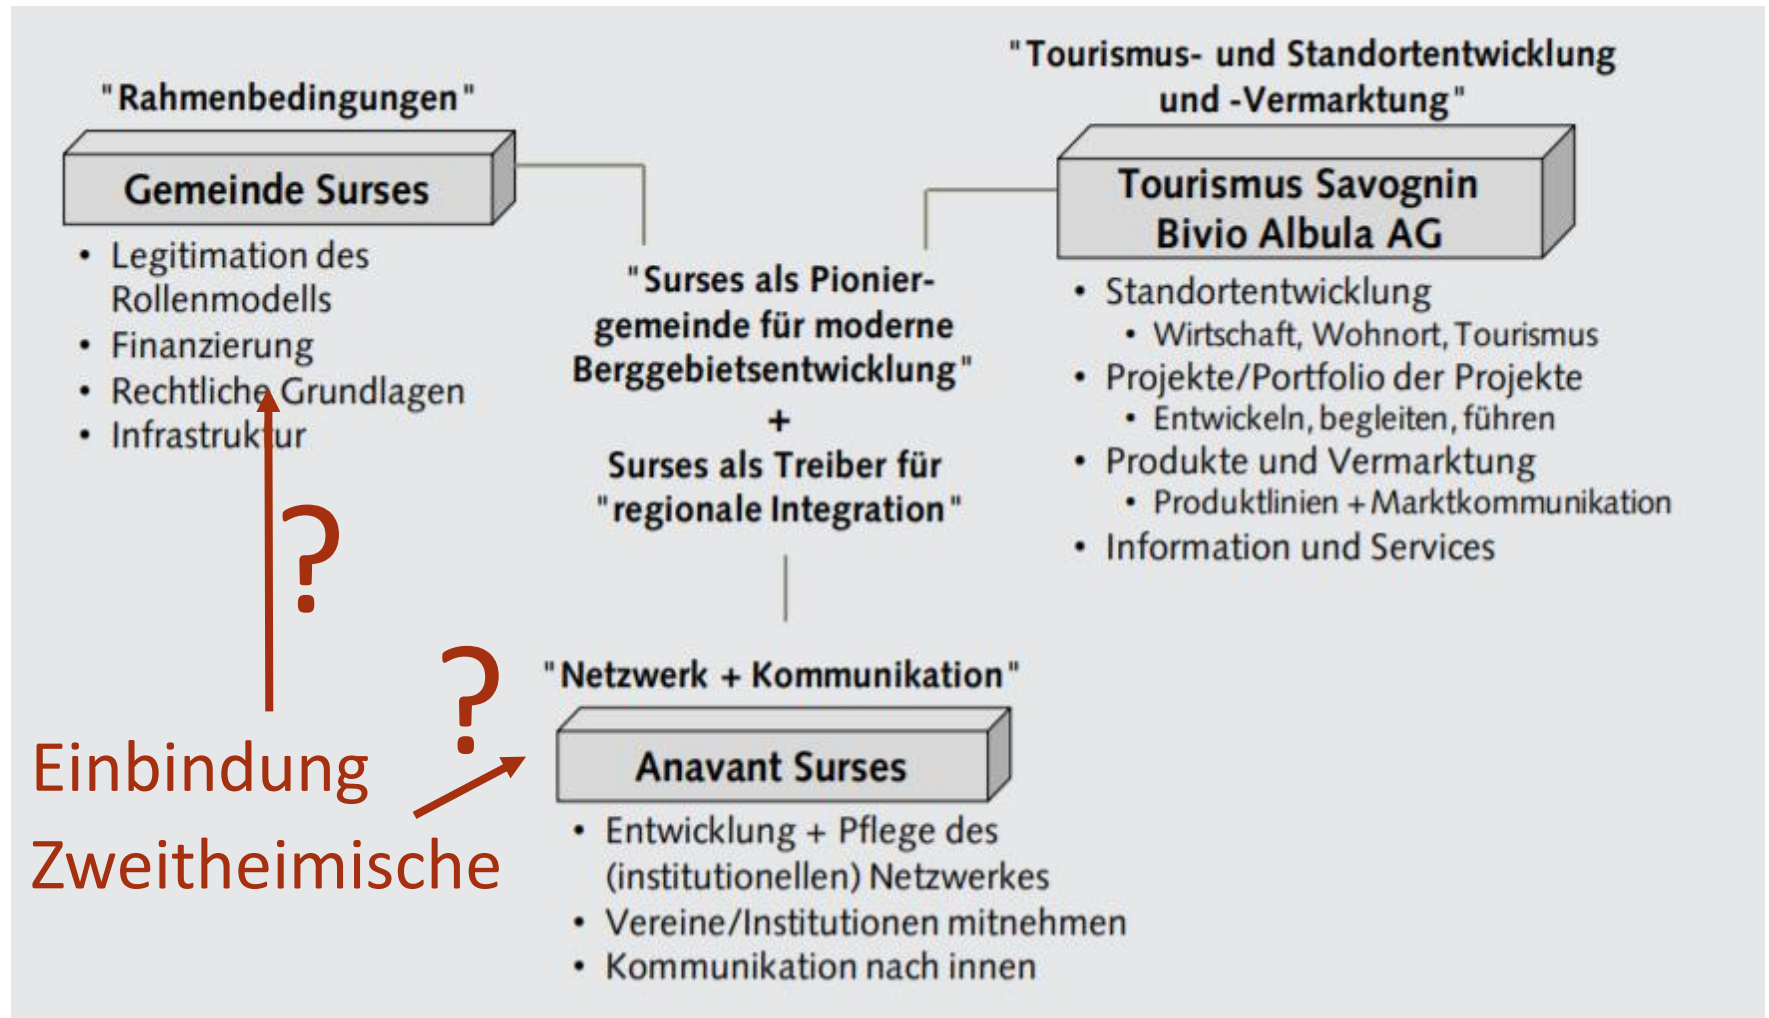 "Rahmenbedingungen"
Gemeinde Surses
• Legitimation des
Rollenmodells
• Finanzierung
• Rechtliche Grundlagen
• Infrastruktur
"Tourismus- und Standortentwicklung
und -Vermarktung"
Tourismus Savognin
Bivio Albula AG
• Standortentwicklung
• Wirtschaft, Wohnort, Tourismus
• Projekte/Portfolio der Projekte
• Entwickeln, begleiten, führen
• Produkte und Vermarktung
• Produktlinien + Marktkommunikation
• Information und Services
"Surses als Pionier-
gemeinde für moderne
Berggebietsentwicklung"
+
Surses als Treiber für
"regionale Integration"
?
?
Einbindung
Zweitheimische
"Netzwerk + Kommunikation"
Anavant Surses
• Entwicklung + Pflege des
(institutionellen) Netzwerkes
• Vereine/Institutionen mitnehmen
• Kommunikation nach innen